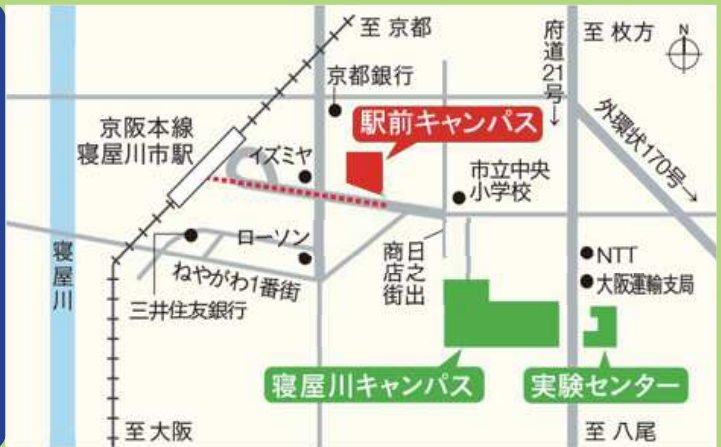 至 京都
府道21号→
至 枚方
N
京都銀行
外環状170号→
京阪本線
寝屋川市駅
駅前キャンパス
イズミヤ
市立中央
小学校
ローソン
日之出
商店街
NTT
大阪運輸支局
寝屋川
ねやがわ1番街
三井住友銀行
寝屋川キャンパス
実験センター
至 大阪
至 八尾